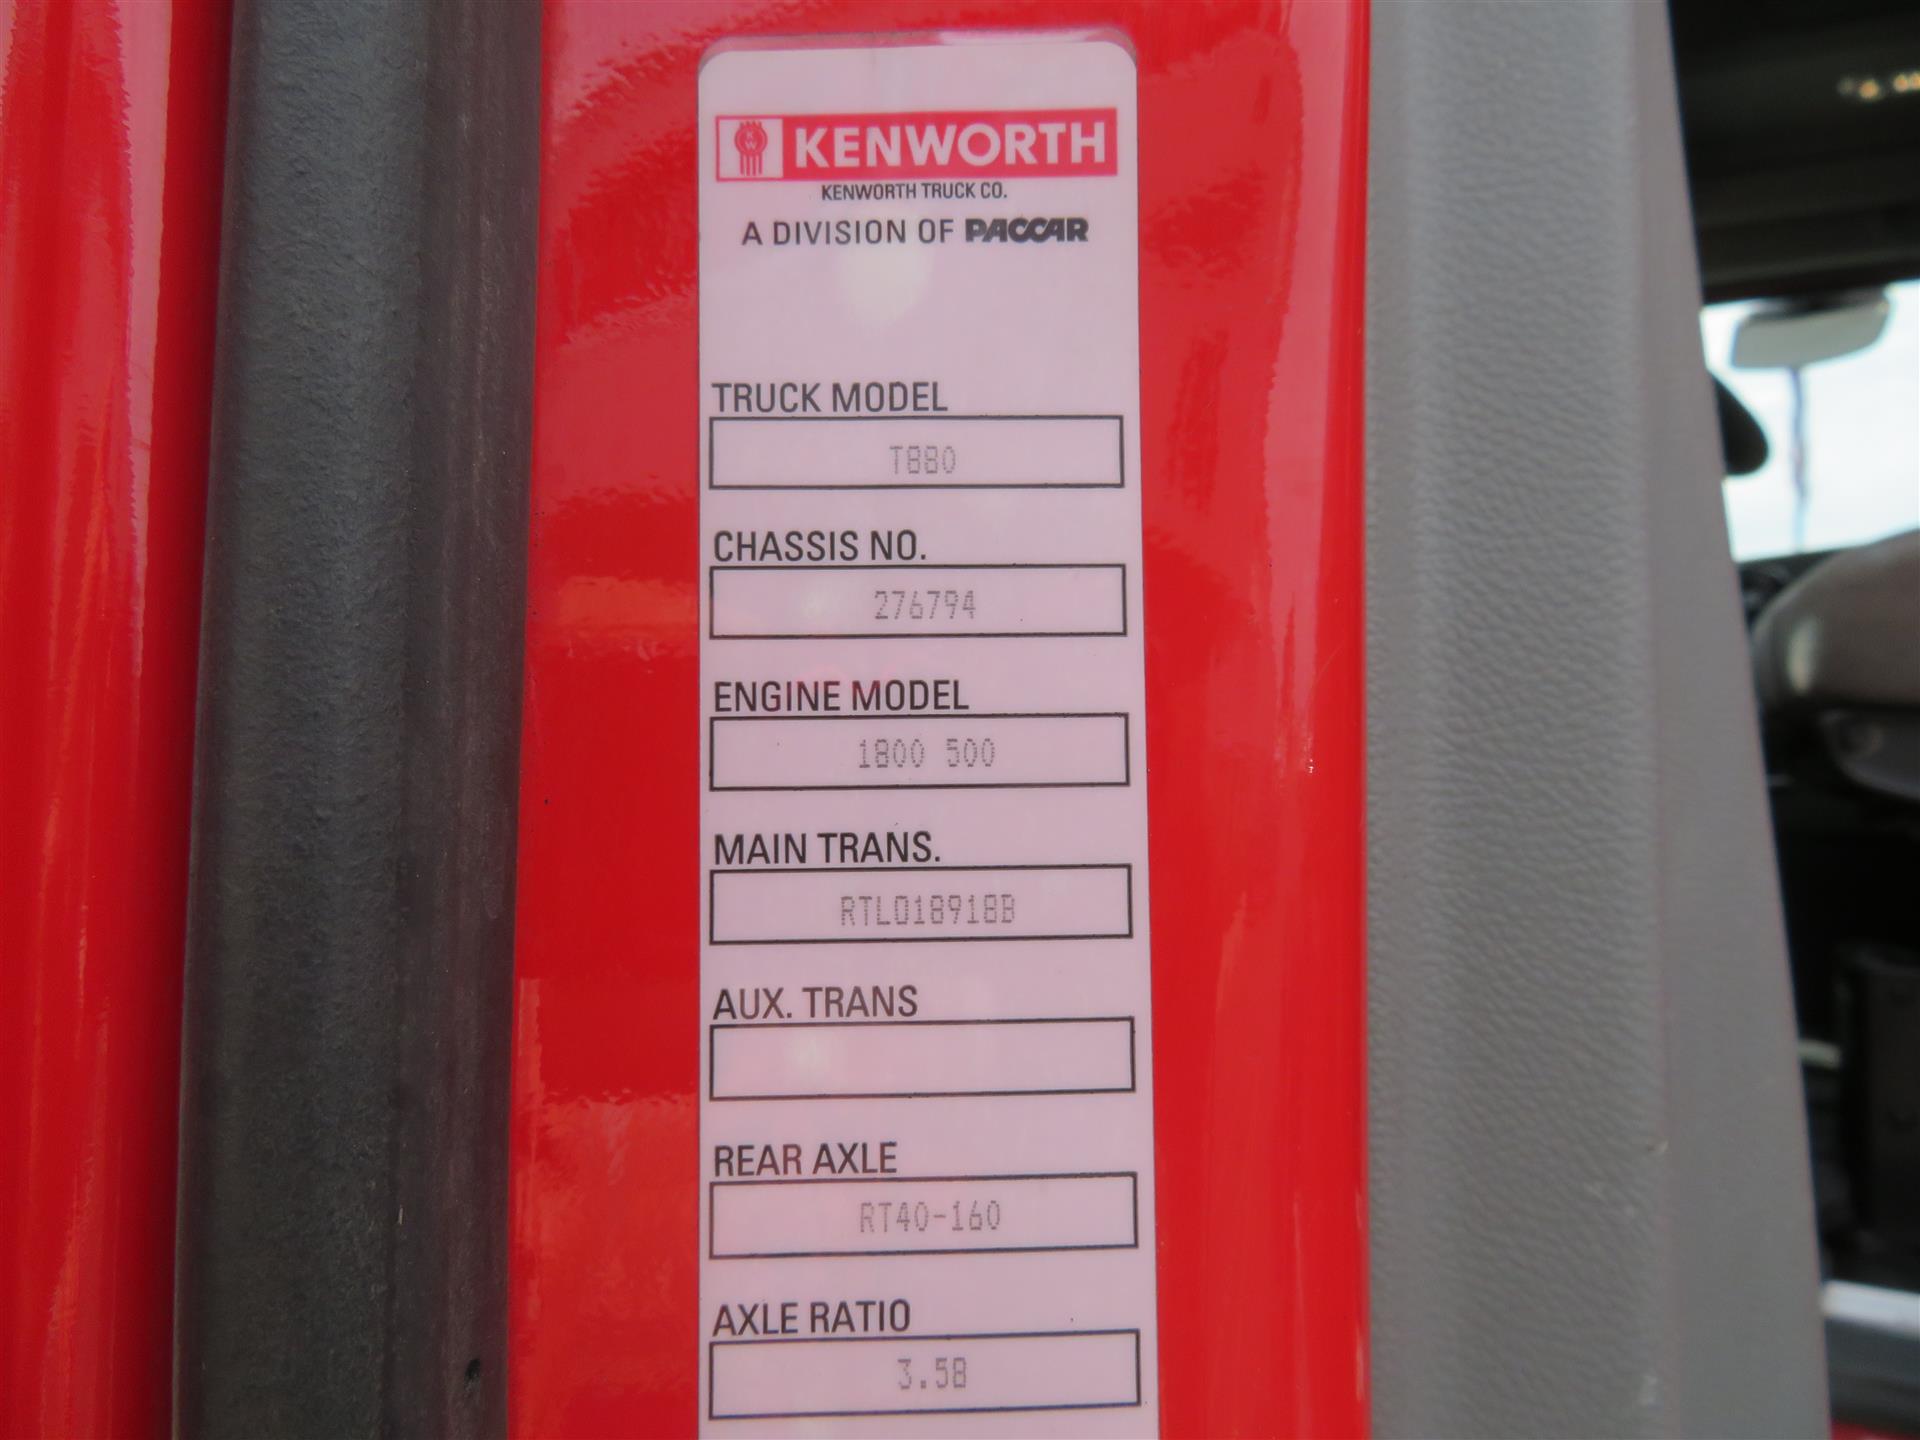 KW KENWORTH
KENWORTH TRUCK CO.
A DIVISION OF PACCAR
TRUCK MODEL
T880
CHASSIS NO.
276794
ENGINE MODEL
1800 500
MAIN TRANS.
RTLO18918B
AUX. TRANS
REAR AXLE
RT40-160
AXLE RATIO
3.58